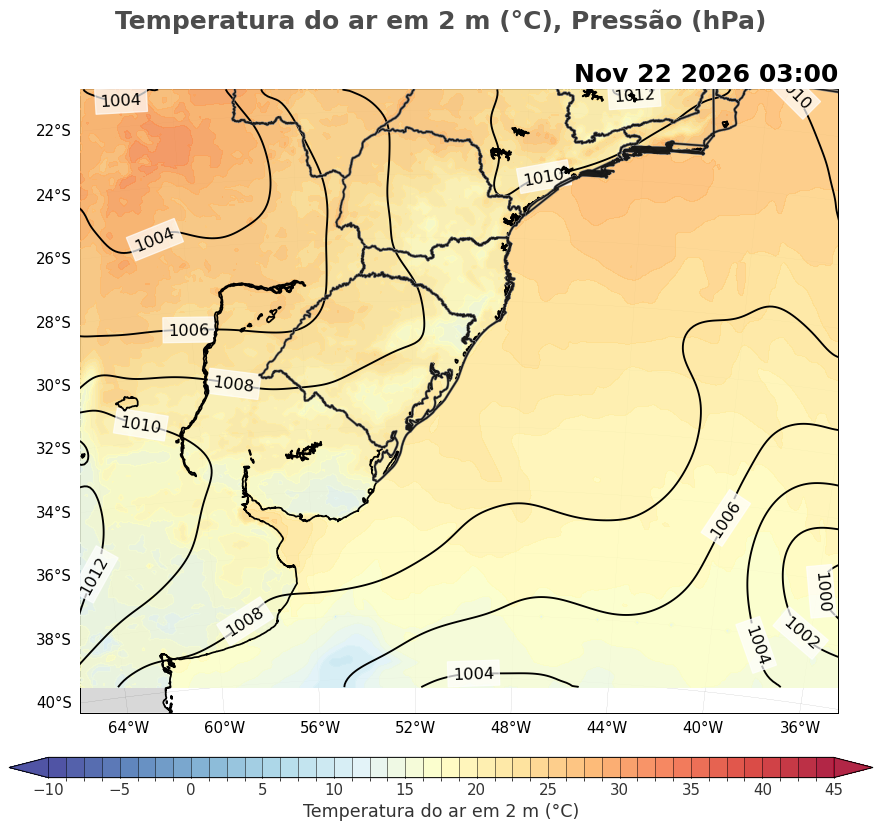 Temperatura do ar em 2 m (°C), Pressão (hPa)
Nov 22 2026 03:00
1004
1012
1010
22°S
1010
24°S
1004
26°S
28°S
1006
30°S
1008
1010
32°S
34°S
1006
36°S
1012
1000
1008
1002
38°S
1004
1004
40°S
64°W 60°W 56°W 52°W 48°W 44°W 40°W 36°W
−10 −5 0 5 10 15 20 25 30 35 40 45
Temperatura do ar em 2 m (°C)